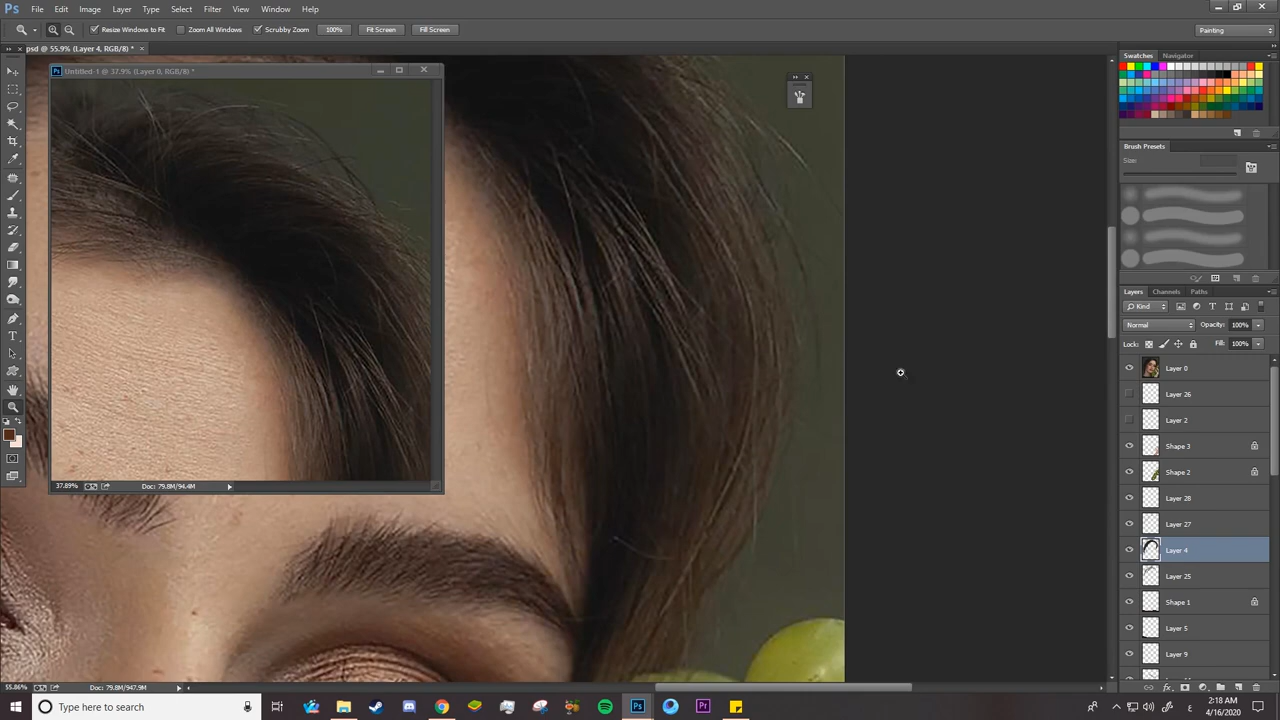 Ps File Edit Image Layer Type Select Filter View Window Help
Resize Windows to Fit Zoom All Windows Scrubby Zoom 100% Fit Screen Fill Screen Painting
psd @ 55.9% (Layer 4, RGB/8) *
Swatches Navigator
Ps Untitled-1 @ 37.9% (Layer 0, RGB/8) *
Brush Presets
Size:
Layers Channels Paths
Kind
Normal Opacity: 100%
Lock: Fill: 100%
Layer 0
Layer 26
Layer 2
Shape 3
Shape 2
37.89% Doc: 79.8M/94.4M
Layer 28
Layer 27
Layer 4
Layer 25
Shape 1
Layer 5
Layer 9
55.86% Doc: 79.8M/947.9M
Type here to search
Ps
Pr
2:18 AM
4/16/2020